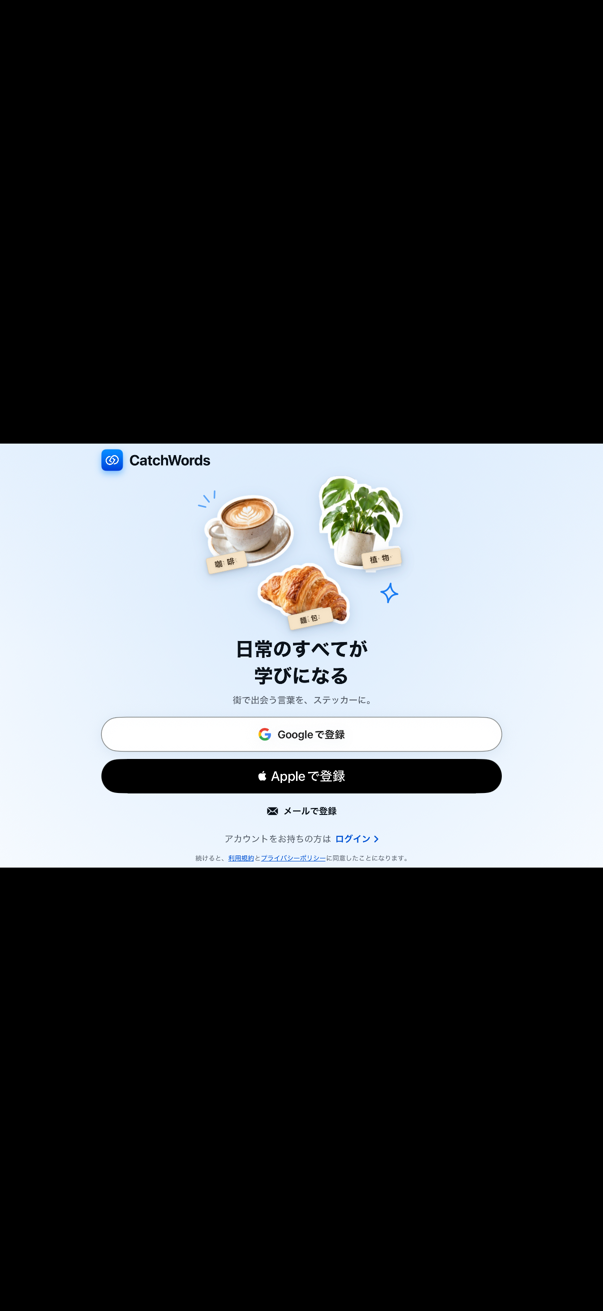 CatchWords
咖啡
植物
麵包
日常のすべてが
学びになる
街で出会う言葉を、ステッカーに。
Googleで登録
Appleで登録
メールで登録
アカウントをお持ちの方は ログイン
続けると、利用規約とプライバシーポリシーに同意したことになります。